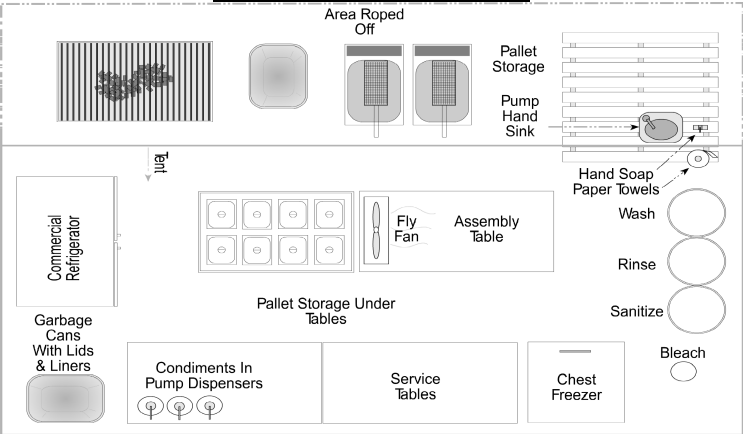 Area Roped
Off
Pallet
Storage
Pump
Hand
Sink
Tent
Hand Soap
Paper Towels
Commercial
Refrigerator
Fly
Fan
Assembly
Table
Wash
Rinse
Sanitize
Pallet Storage Under
Tables
Garbage
Cans
With Lids
& Liners
Condiments In
Pump Dispensers
Service
Tables
Chest
Freezer
Bleach